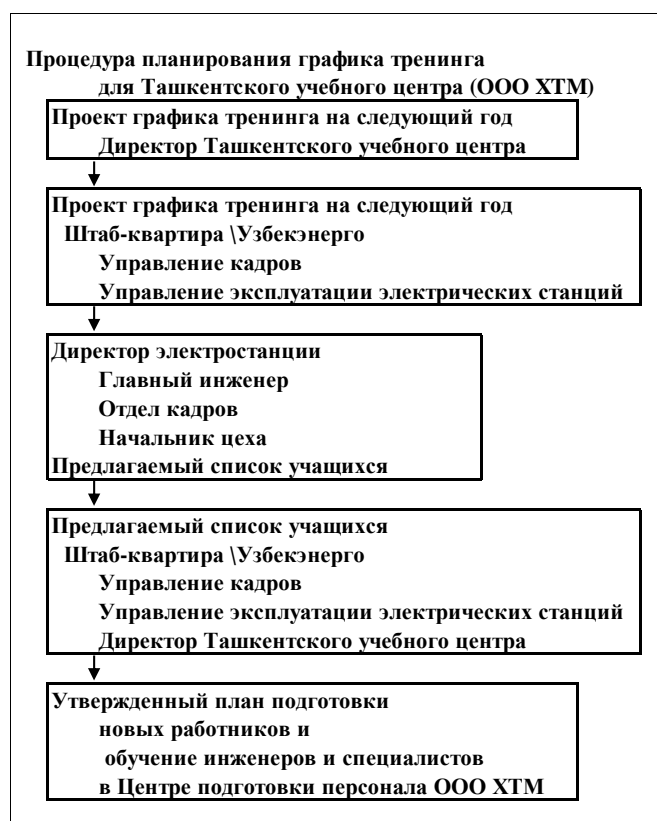 Процедура планирования графика тренинга
для Ташкентского учебного центра (ООО ХТМ)
Проект графика тренинга на следующий год
Директор Ташкентского учебного центра
Проект графика тренинга на следующий год
Штаб-квартира \Узбекэнерго
Управление кадров
Управление эксплуатации электрических станций
Директор электростанции
Главный инженер
Отдел кадров
Начальник цеха
Предлагаемый список учащихся
Предлагаемый список учащихся
Штаб-квартира \Узбекэнерго
Управление кадров
Управление эксплуатации электрических станций
Директор Ташкентского учебного центра
Утвержденный план подготовки
новых работников и
обучение инженеров и специалистов
в Центре подготовки персонала ООО ХТМ